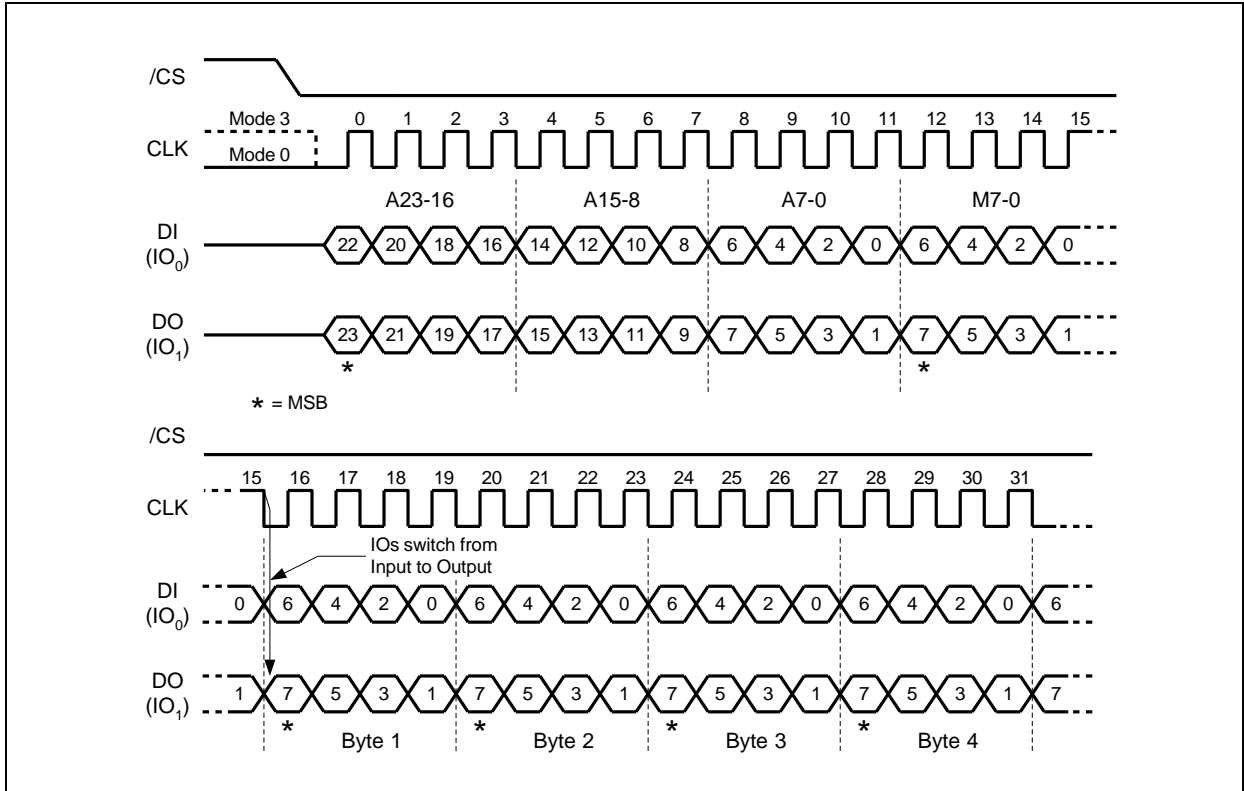 /CS
Mode 3 0 1 2 3 4 5 6 7 8 9 10 11 12 13 14 15
CLK
Mode 0
A23-16 A15-8 A7-0 M7-0
DI
(IO0) 22 20 18 16 14 12 10 8 6 4 2 0 6 4 2 0
DO
(IO1) 23 21 19 17 15 13 11 9 7 5 3 1 7 5 3 1
* *
* = MSB
/CS
15 16 17 18 19 20 21 22 23 24 25 26 27 28 29 30 31
CLK
IOs switch from
Input to Output
DI
(IO0) 0 6 4 2 0 6 4 2 0 6 4 2 0 6 4 2 0 6
DO
(IO1) 1 7 5 3 1 7 5 3 1 7 5 3 1 7 5 3 1 7
* * * *
Byte 1 Byte 2 Byte 3 Byte 4